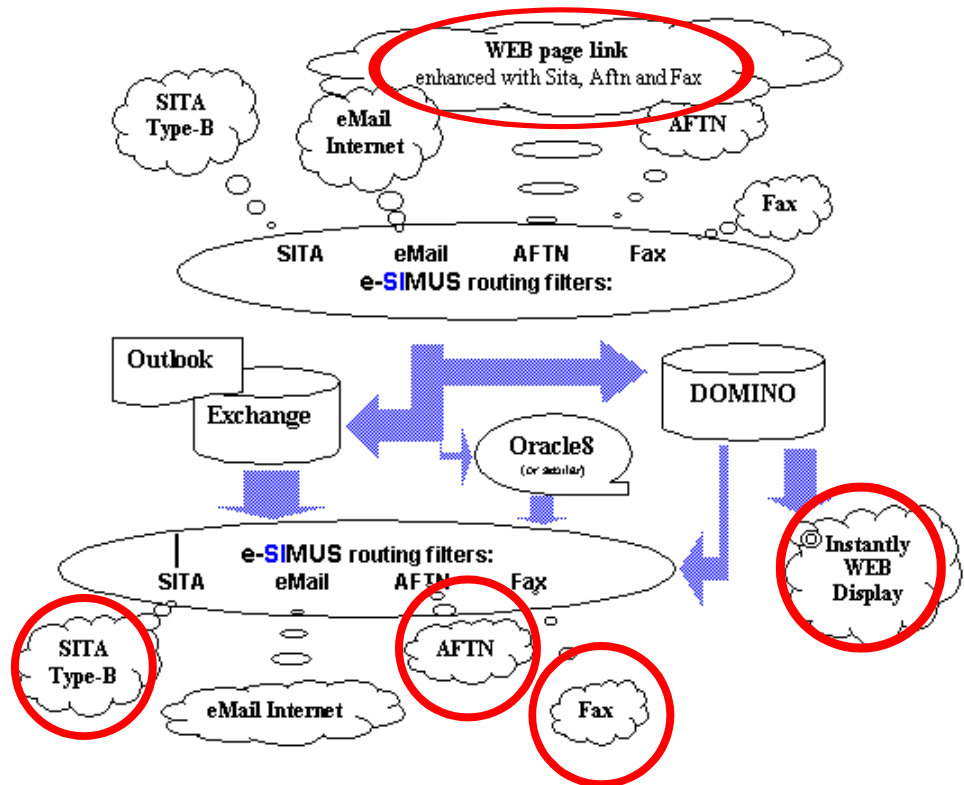 WEB page link
enhanced with Sita, Aftn and Fax
SITA
Type-B
eMail
Internet
AFTN
Fax
SITA eMail AFTN Fax
e-SIMUS routing filters:
Outlook
Exchange
DOMINO
Oracle8
(or similar)
e-SIMUS routing filters:
SITA eMail AFTN Fax
Instantly
WEB
Display
SITA
Type-B
AFTN
eMail Internet
Fax